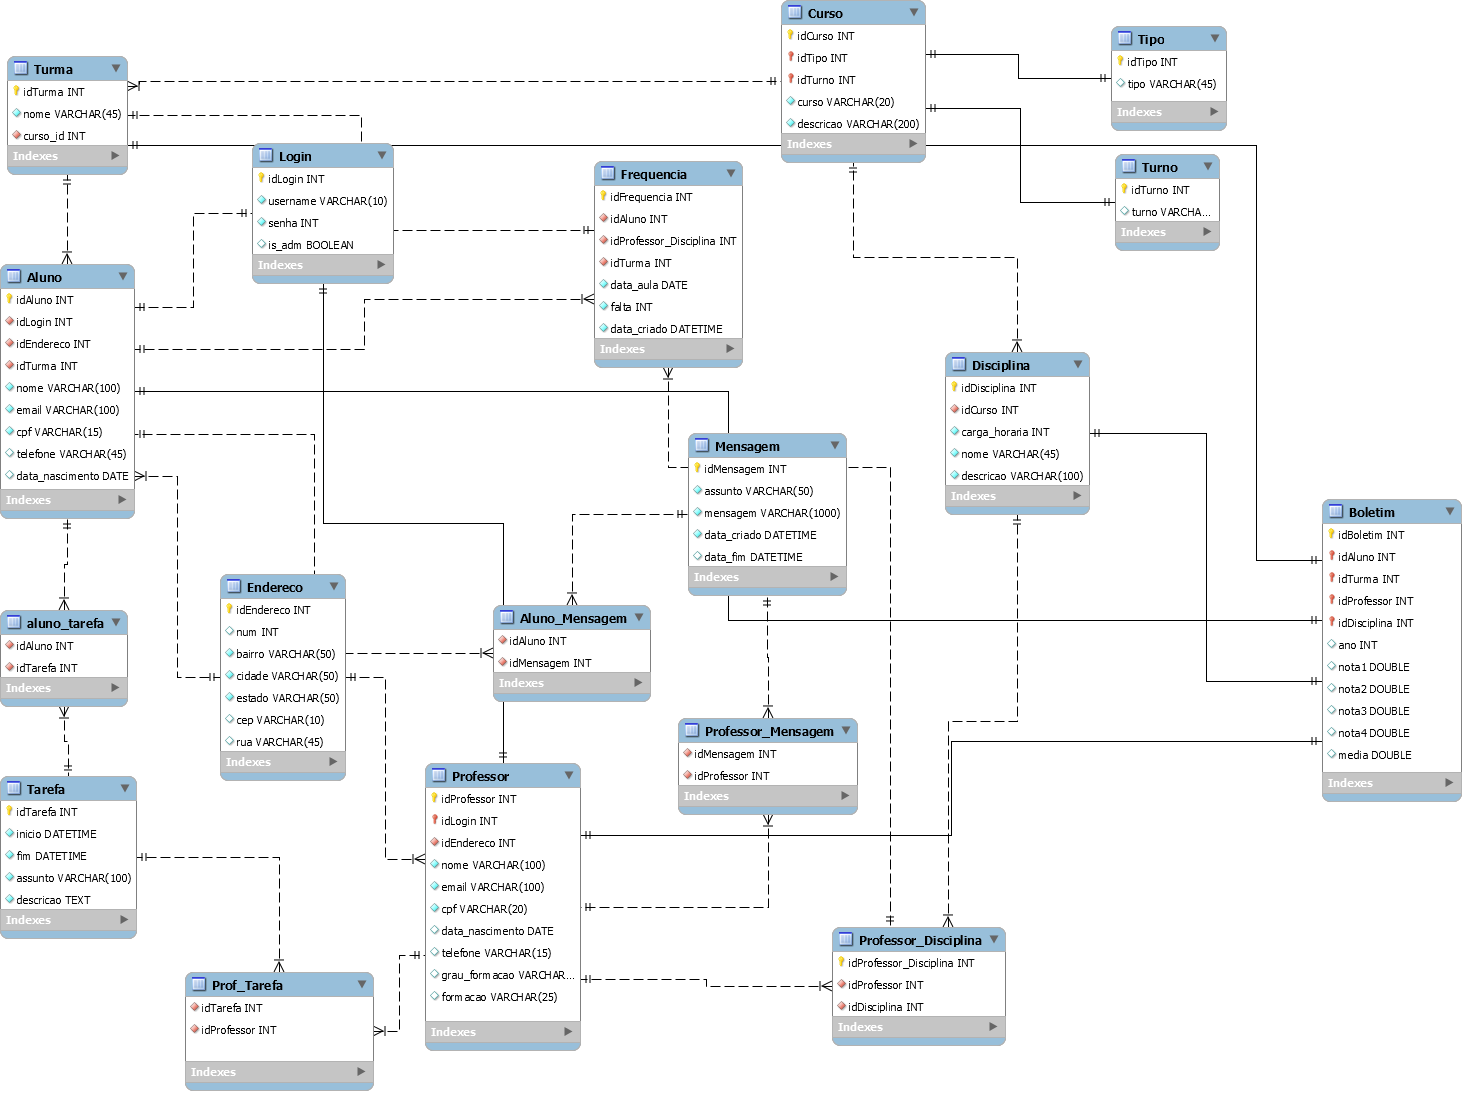 Curso
idCurso INT
idTipo INT
idTurno INT
curso VARCHAR(20)
descricao VARCHAR(200)
Indexes
Tipo
idTipo INT
tipo VARCHAR(45)
Indexes
Turma
idTurma INT
nome VARCHAR(45)
curso_id INT
Indexes
Login
idLogin INT
username VARCHAR(10)
senha INT
is_adm BOOLEAN
Indexes
Frequencia
idFrequencia INT
idAluno INT
idProfessor_Disciplina INT
idTurma INT
data_aula DATE
falta INT
data_criado DATETIME
Indexes
Turno
idTurno INT
turno VARCHA...
Indexes
Aluno
idAluno INT
idLogin INT
idEndereco INT
idTurma INT
nome VARCHAR(100)
email VARCHAR(100)
cpf VARCHAR(15)
telefone VARCHAR(45)
data_nascimento DATE
Indexes
Disciplina
idDisciplina INT
idCurso INT
carga_horaria INT
nome VARCHAR(45)
descricao VARCHAR(100)
Indexes
Mensagem
idMensagem INT
assunto VARCHAR(50)
mensagem VARCHAR(1000)
data_criado DATETIME
data_fim DATETIME
Indexes
Boletim
idBoletim INT
idAluno INT
idTurma INT
idProfessor INT
idDisciplina INT
ano INT
nota1 DOUBLE
nota2 DOUBLE
nota3 DOUBLE
nota4 DOUBLE
media DOUBLE
Indexes
Endereco
idEndereco INT
num INT
bairro VARCHAR(50)
cidade VARCHAR(50)
estado VARCHAR(50)
cep VARCHAR(10)
rua VARCHAR(45)
Indexes
aluno_tarefa
idAluno INT
idTarefa INT
Indexes
Aluno_Mensagem
idAluno INT
idMensagem INT
Indexes
Professor_Mensagem
idMensagem INT
idProfessor INT
Indexes
Tarefa
idTarefa INT
inicio DATETIME
fim DATETIME
assunto VARCHAR(100)
descricao TEXT
Indexes
Professor
idProfessor INT
idLogin INT
idEndereco INT
nome VARCHAR(100)
email VARCHAR(100)
cpf VARCHAR(20)
data_nascimento DATE
telefone VARCHAR(15)
grau_formacao VARCHAR...
formacao VARCHAR(25)
Indexes
Professor_Disciplina
idProfessor_Disciplina INT
idProfessor INT
idDisciplina INT
Indexes
Prof_Tarefa
idTarefa INT
idProfessor INT
Indexes